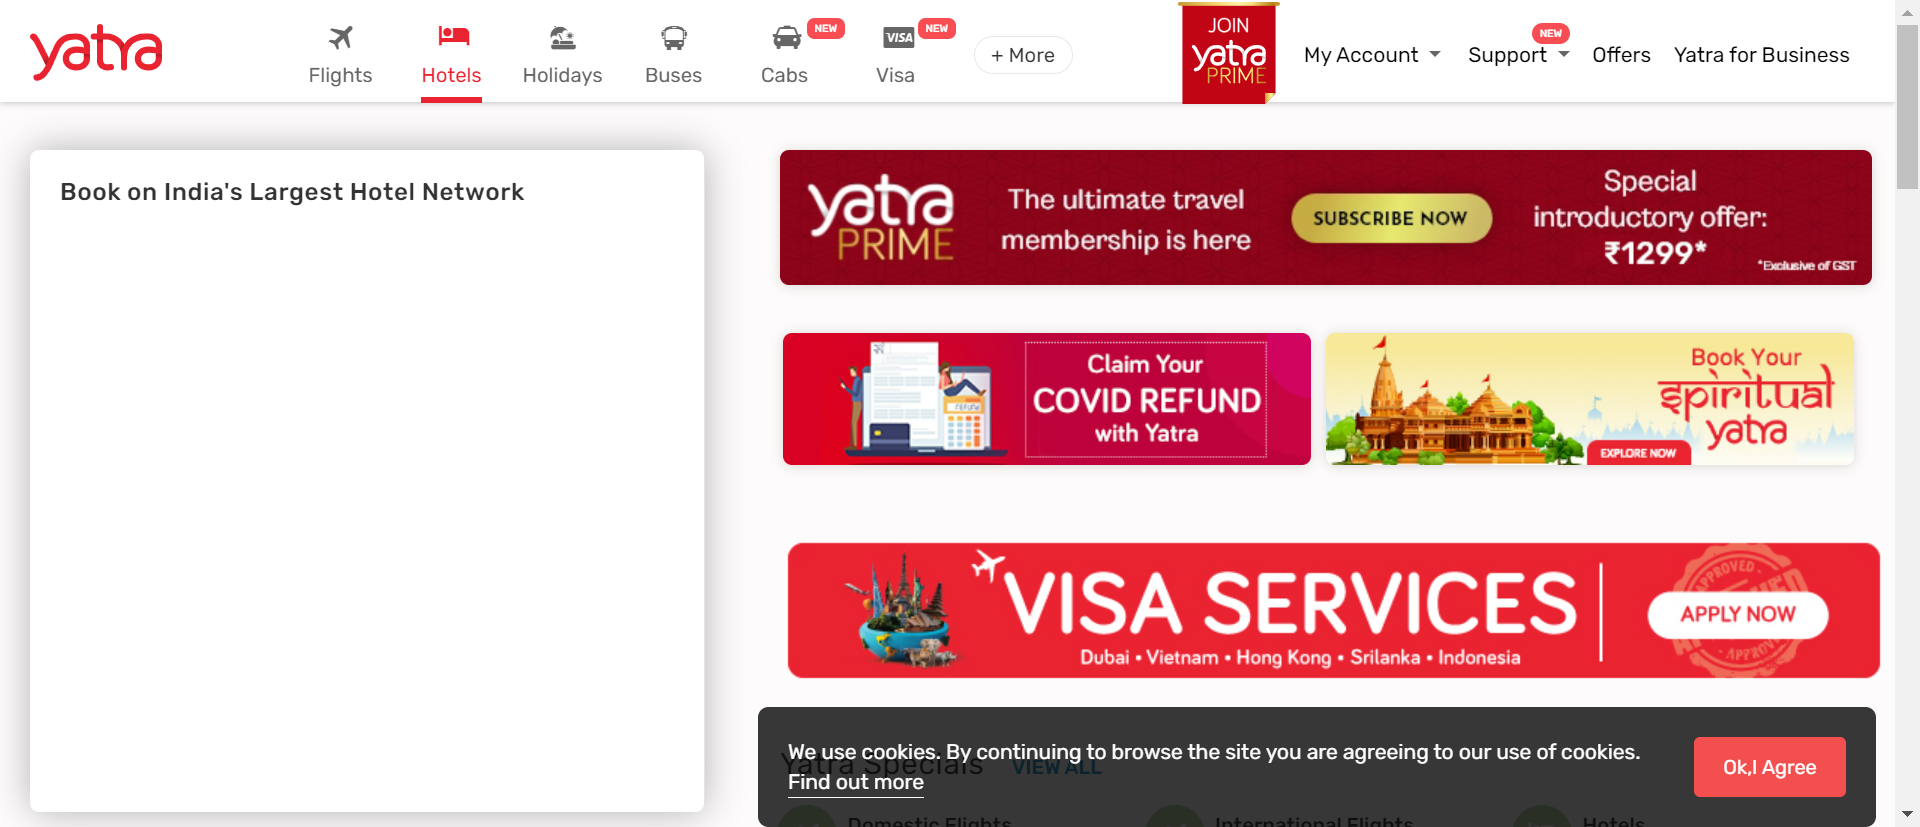 yatra
Flights
Hotels
Holidays
Buses
NEW
Cabs
VISA
NEW
Visa
+ More
JOIN
yatra
PRIME
My Account
NEW
Support
Offers
Yatra for Business
Book on India's Largest Hotel Network
yatra
PRIME
The ultimate travel
membership is here
SUBSCRIBE NOW
Special
introductory offer:
₹1299*
*Exclusive of GST
refund
Claim Your
COVID REFUND
with Yatra
Book Your
spiritual
yatra
EXPLORE NOW
VISA SERVICES
Dubai • Vietnam • Hong Kong • Srilanka • Indonesia
APPROVED
APPLY NOW
APPROVED
We use cookies. By continuing to browse the site you are agreeing to our use of cookies.
Find out more
Ok,I Agree
Yatra Specials
VIEW ALL
Domestic Flights
International Flights
Hotels